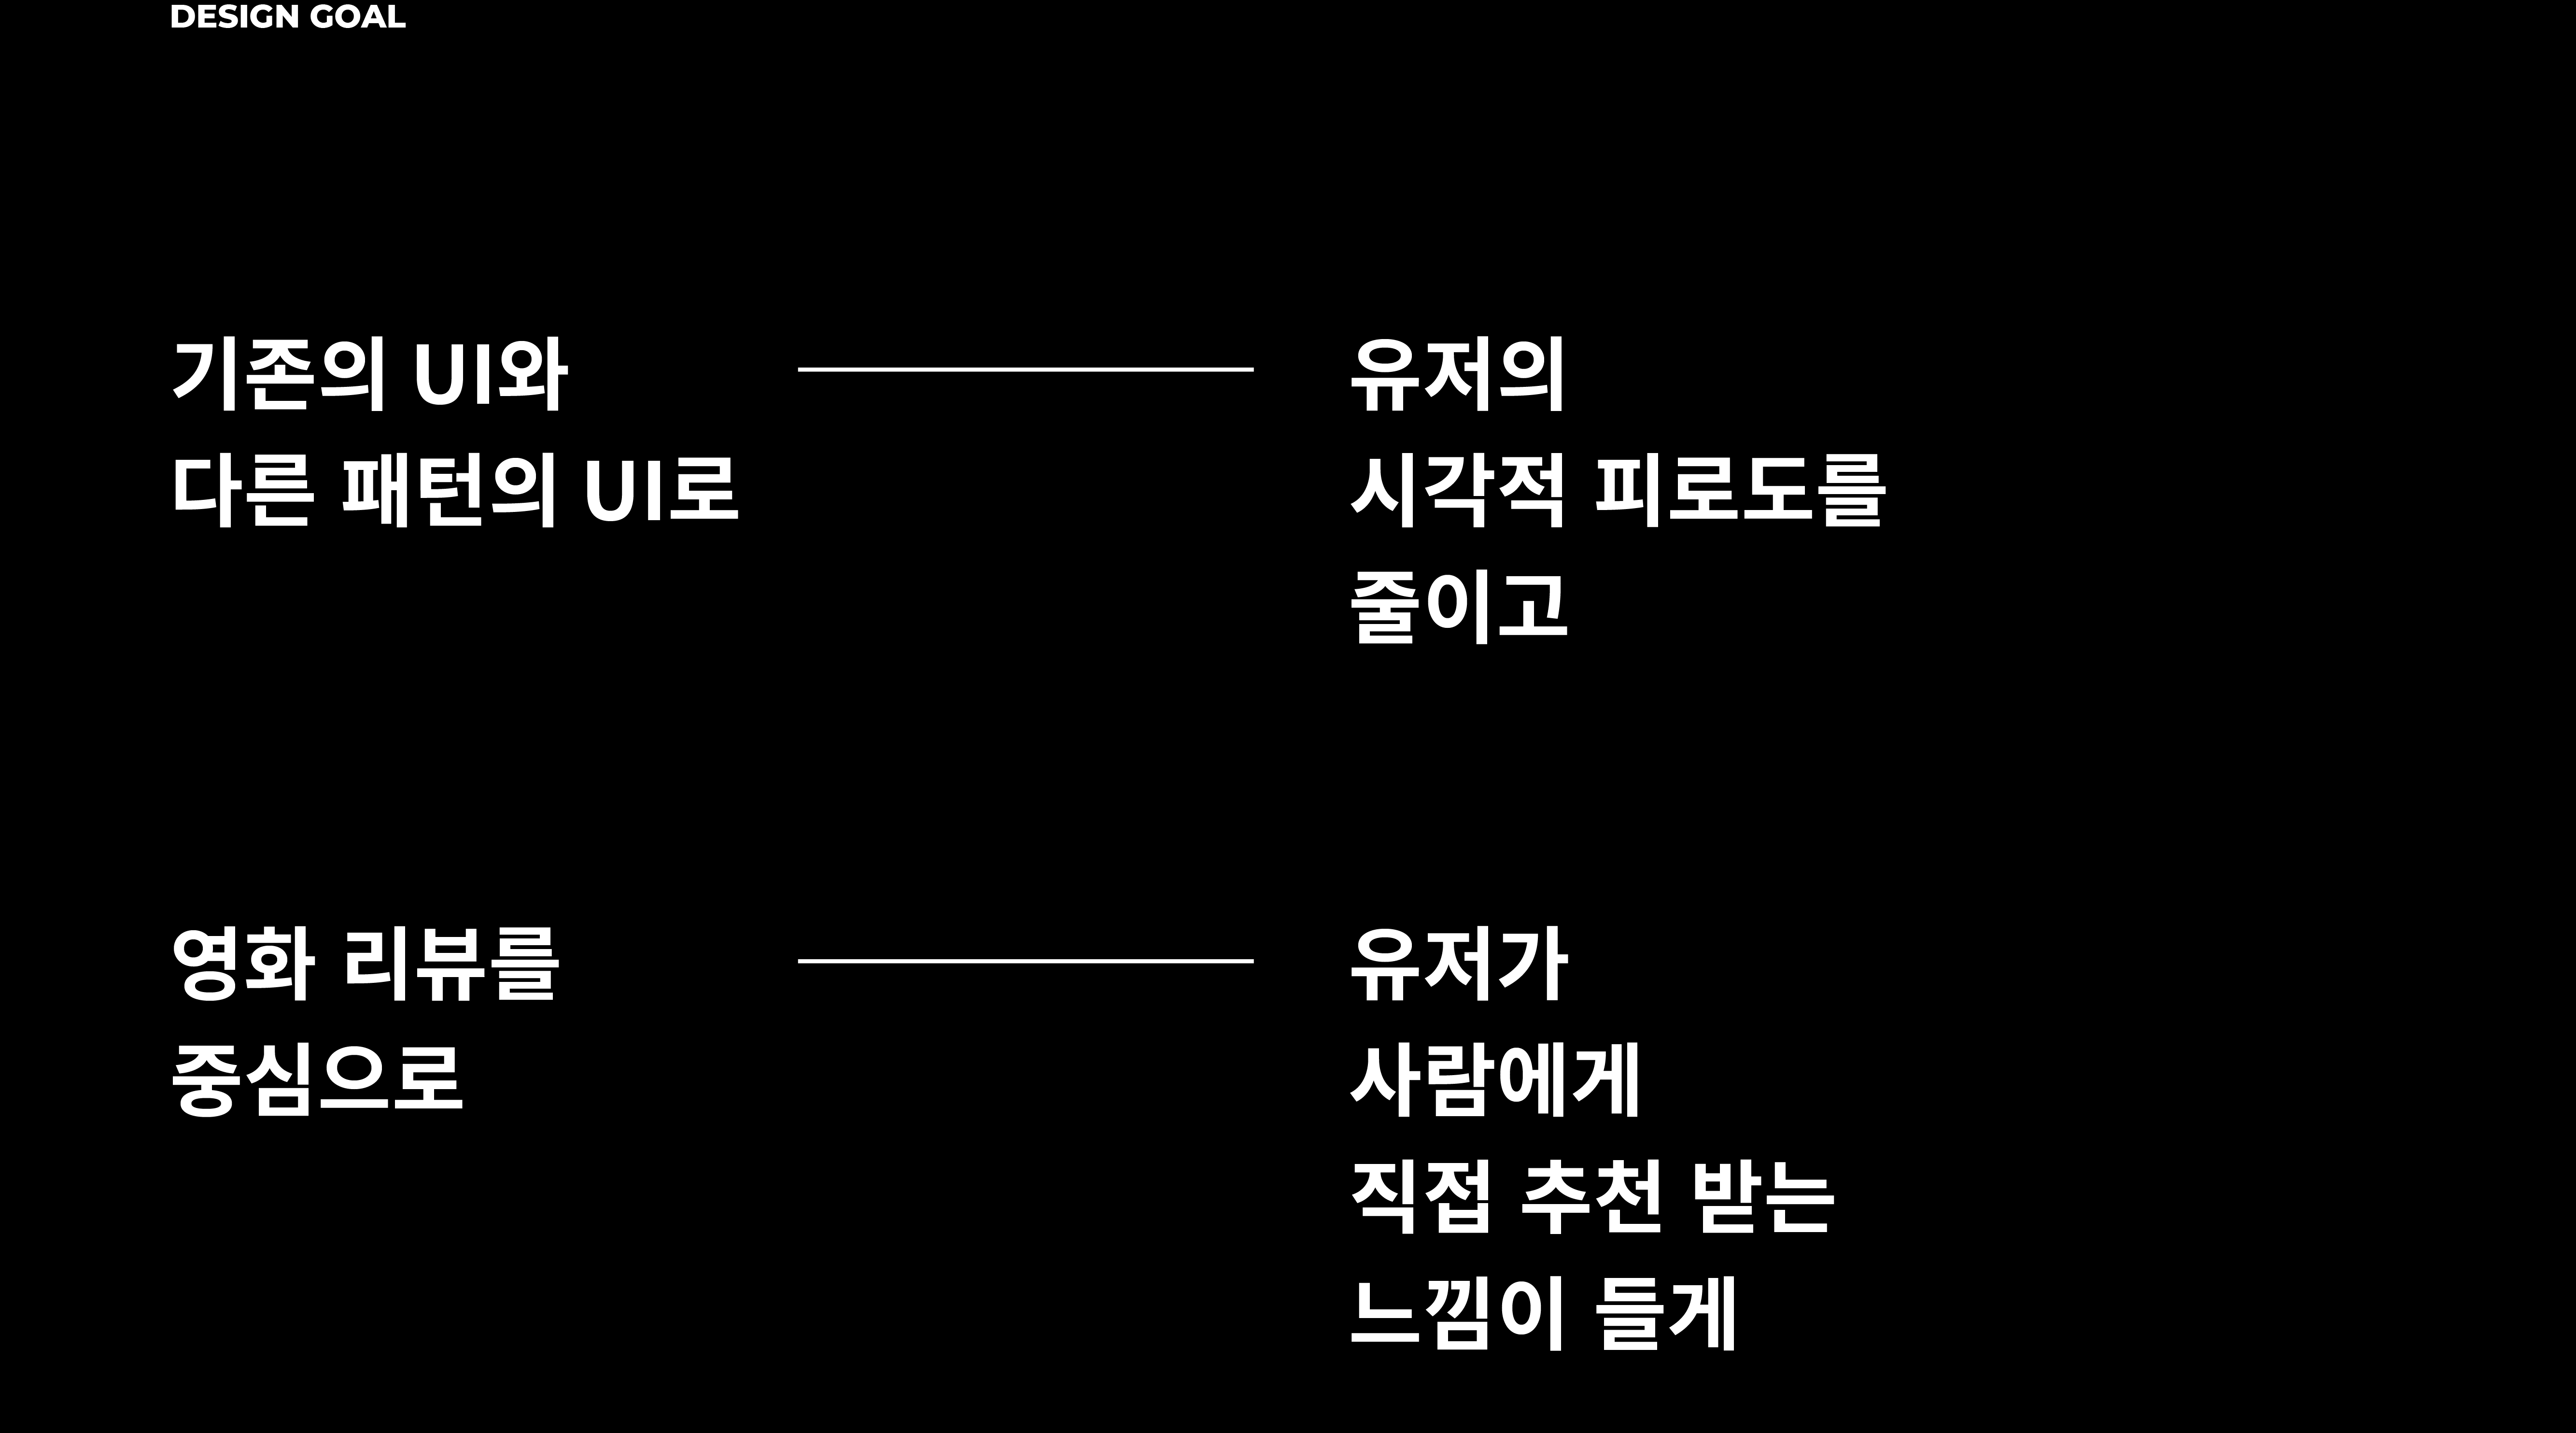 DESIGN GOAL
기존의 UI와
다른 패턴의 UI로
유저의
시각적 피로도를
줄이고
영화 리뷰를
중심으로
유저가
사람에게
직접 추천 받는
느낌이 들게